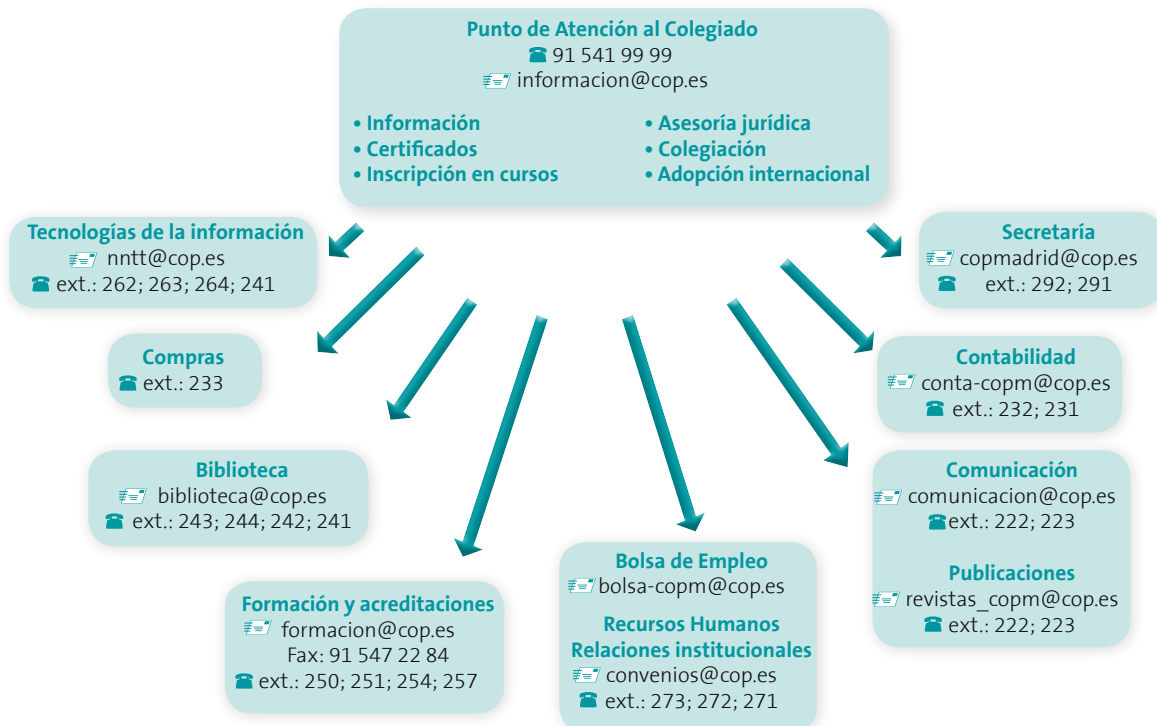 Punto de Atención al Colegiado
91 541 99 99
informacion@cop.es
• Información
• Certificados
• Inscripción en cursos
• Asesoría jurídica
• Colegiación
• Adopción internacional
Tecnologías de la información
nntt@cop.es
ext.: 262; 263; 264; 241
Secretaría
copmadrid@cop.es
ext.: 292; 291
Compras
ext.: 233
Contabilidad
conta-copm@cop.es
ext.: 232; 231
Biblioteca
biblioteca@cop.es
ext.: 243; 244; 242; 241
Comunicación
comunicacion@cop.es
ext.: 222; 223
Publicaciones
revistas_copm@cop.es
ext.: 222; 223
Formación y acreditaciones
formacion@cop.es
Fax: 91 547 22 84
ext.: 250; 251; 254; 257
Bolsa de Empleo
bolsa-copm@cop.es
Recursos Humanos
Relaciones institucionales
convenios@cop.es
ext.: 273; 272; 271